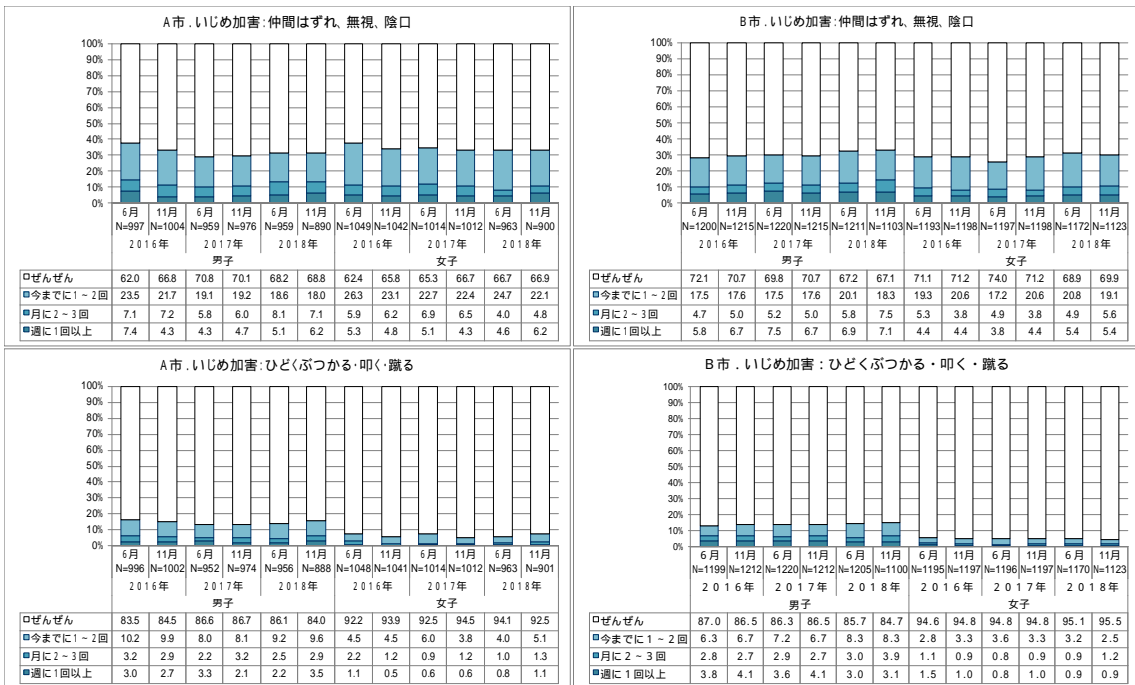 A市.いじめ加害:仲間はずれ、無視、陰口
100%
90%
80%
70%
60%
50%
40%
30%
20%
10%
0%
6月 11月 6月 11月 6月 11月 6月 11月 6月 11月 6月 11月
N=997 N=1004 N=959 N=976 N=959 N=890 N=1049 N=1042 N=1014 N=1012 N=963 N=900
2016年 2017年 2018年 2016年 2017年 2018年
男子 女子
ぜんぜん 62.0 66.8 70.8 70.1 68.2 68.8 62.4 65.8 65.3 66.7 66.7 66.9
今までに1~2回 23.5 21.7 19.1 19.2 18.6 18.0 26.3 23.1 22.7 22.4 24.7 22.1
月に2~3回 7.1 7.2 5.8 6.0 8.1 7.1 5.9 6.2 6.9 6.5 4.0 4.8
週に1回以上 7.4 4.3 4.3 4.7 5.1 6.2 5.3 4.8 5.1 4.3 4.6 6.2
B市.いじめ加害:仲間はずれ、無視、陰口
100%
90%
80%
70%
60%
50%
40%
30%
20%
10%
0%
6月 11月 6月 11月 6月 11月 6月 11月 6月 11月 6月 11月
N=1200 N=1215 N=1220 N=1215 N=1211 N=1103 N=1193 N=1198 N=1197 N=1198 N=1172 N=1123
2016年 2017年 2018年 2016年 2017年 2018年
男子 女子
ぜんぜん 72.1 70.7 69.8 70.7 67.2 67.1 71.1 71.2 74.0 71.2 68.9 69.9
今までに1~2回 17.5 17.6 17.5 17.6 20.1 18.3 19.3 20.6 17.2 20.6 20.8 19.1
月に2~3回 4.7 5.0 5.2 5.0 5.8 7.5 5.3 3.8 4.9 3.8 4.9 5.6
週に1回以上 5.8 6.7 7.5 6.7 6.9 7.1 4.4 4.4 3.8 4.4 5.4 5.4
A市.いじめ加害:ひどくぶつかる・叩く・蹴る
100%
90%
80%
70%
60%
50%
40%
30%
20%
10%
0%
6月 11月 6月 11月 6月 11月 6月 11月 6月 11月 6月 11月
N=996 N=1002 N=952 N=974 N=956 N=888 N=1048 N=1041 N=1014 N=1012 N=963 N=901
2016年 2017年 2018年 2016年 2017年 2018年
男子 女子
ぜんぜん 83.5 84.5 86.6 86.7 86.1 84.0 92.2 93.9 92.5 94.5 94.1 92.5
今までに1~2回 10.2 9.9 8.0 8.1 9.2 9.6 4.5 4.5 6.0 3.8 4.0 5.1
月に2~3回 3.2 2.9 2.2 3.2 2.5 2.9 2.2 1.2 0.9 1.2 1.0 1.3
週に1回以上 3.0 2.7 3.3 2.1 2.2 3.5 1.1 0.5 0.6 0.6 0.8 1.1
B市.いじめ加害:ひどくぶつかる・叩く・蹴る
100%
90%
80%
70%
60%
50%
40%
30%
20%
10%
0%
6月 11月 6月 11月 6月 11月 6月 11月 6月 11月 6月 11月
N=1199 N=1212 N=1220 N=1212 N=1205 N=1100 N=1195 N=1197 N=1196 N=1197 N=1170 N=1123
2016年 2017年 2018年 2016年 2017年 2018年
男子 女子
ぜんぜん 87.0 86.5 86.3 86.5 85.7 84.7 94.6 94.8 94.8 94.8 95.1 95.5
今までに1~2回 6.3 6.7 7.2 6.7 8.3 8.3 2.8 3.3 3.6 3.3 3.2 2.5
月に2~3回 2.8 2.7 2.9 2.7 3.0 3.9 1.1 0.9 0.8 0.9 0.9 1.2
週に1回以上 3.8 4.1 3.6 4.1 3.0 3.1 1.5 1.0 0.8 1.0 0.9 0.9